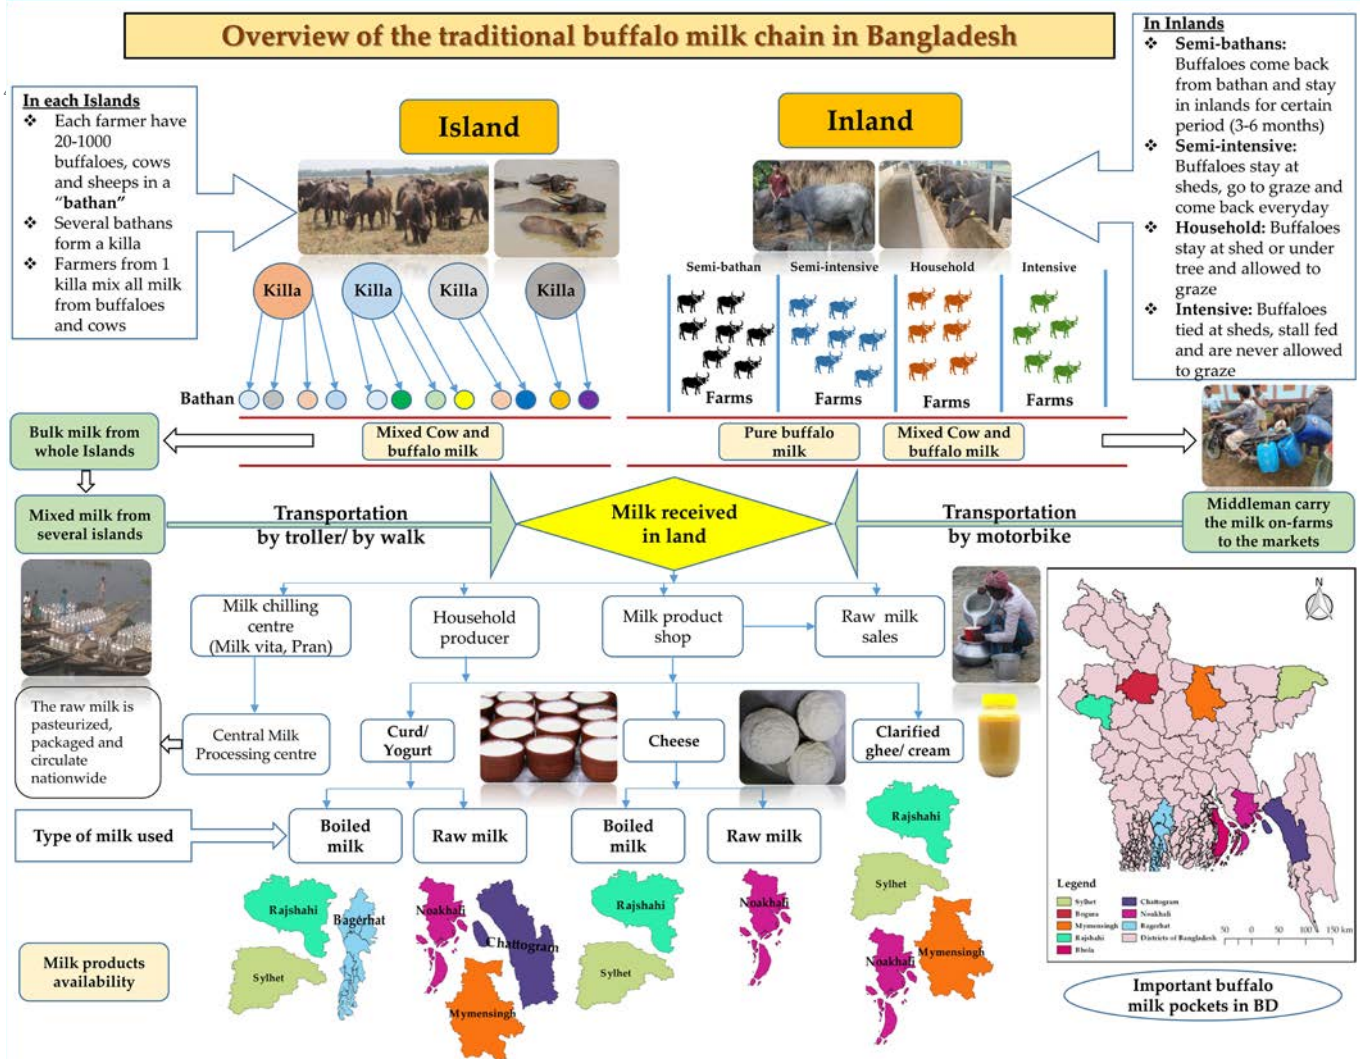 Overview of the traditional buffalo milk chain in Bangladesh
In each Islands
❖ Each farmer have
20-1000
buffaloes, cows
and sheeps in a
“bathan”
❖ Several bathans
form a killa
❖ Farmers from 1
killa mix all milk
from buffaloes
and cows
Island
Inland
In Inlands
❖ Semi-bathans:
Buffaloes come back
from bathan and stay
in inlands for certain
period (3-6 months)
❖ Semi-intensive:
Buffaloes stay at
sheds, go to graze and
come back everyday
❖ Household: Buffaloes
stay at shed or under
tree and allowed to
graze
❖ Intensive: Buffaloes
tied at sheds, stall fed
and are never allowed
to graze
Killa
Killa
Killa
Killa
Bathan
Semi-bathan
Semi-intensive
Household
Intensive
Farms
Farms
Farms
Farms
Bulk milk from
whole Islands
Mixed Cow and
buffalo milk
Pure buffalo
milk
Mixed Cow and
buffalo milk
Mixed milk from
several islands
Transportation
by troller/ by walk
Milk received
in land
Transportation
by motorbike
Middleman carry
the milk on-farms
to the markets
Milk chilling
centre
(Milk vita, Pran)
Household
producer
Milk product
shop
Raw milk
sales
The raw milk is
pasteurized,
packaged and
circulate
nationwide
Central Milk
Processing centre
Curd/
Yogurt
Cheese
Clarified
ghee/ cream
Type of milk used
Boiled
milk
Raw milk
Boiled
milk
Raw milk
Milk products
availability
Rajshahi
Bagerhat
Sylhet
Noakhali
Chattogram
Mymensingh
Rajshahi
Sylhet
Noakhali
Rajshahi
Sylhet
Mymensingh
Noakhali
N
Legend
Sylhet
Bogura
Mymensingh
Rajshahi
Bhola
Chattogram
Noakhali
Bagerhat
Districts of Bangladesh
50 0 50 100 150 km
Important buffalo
milk pockets in BD